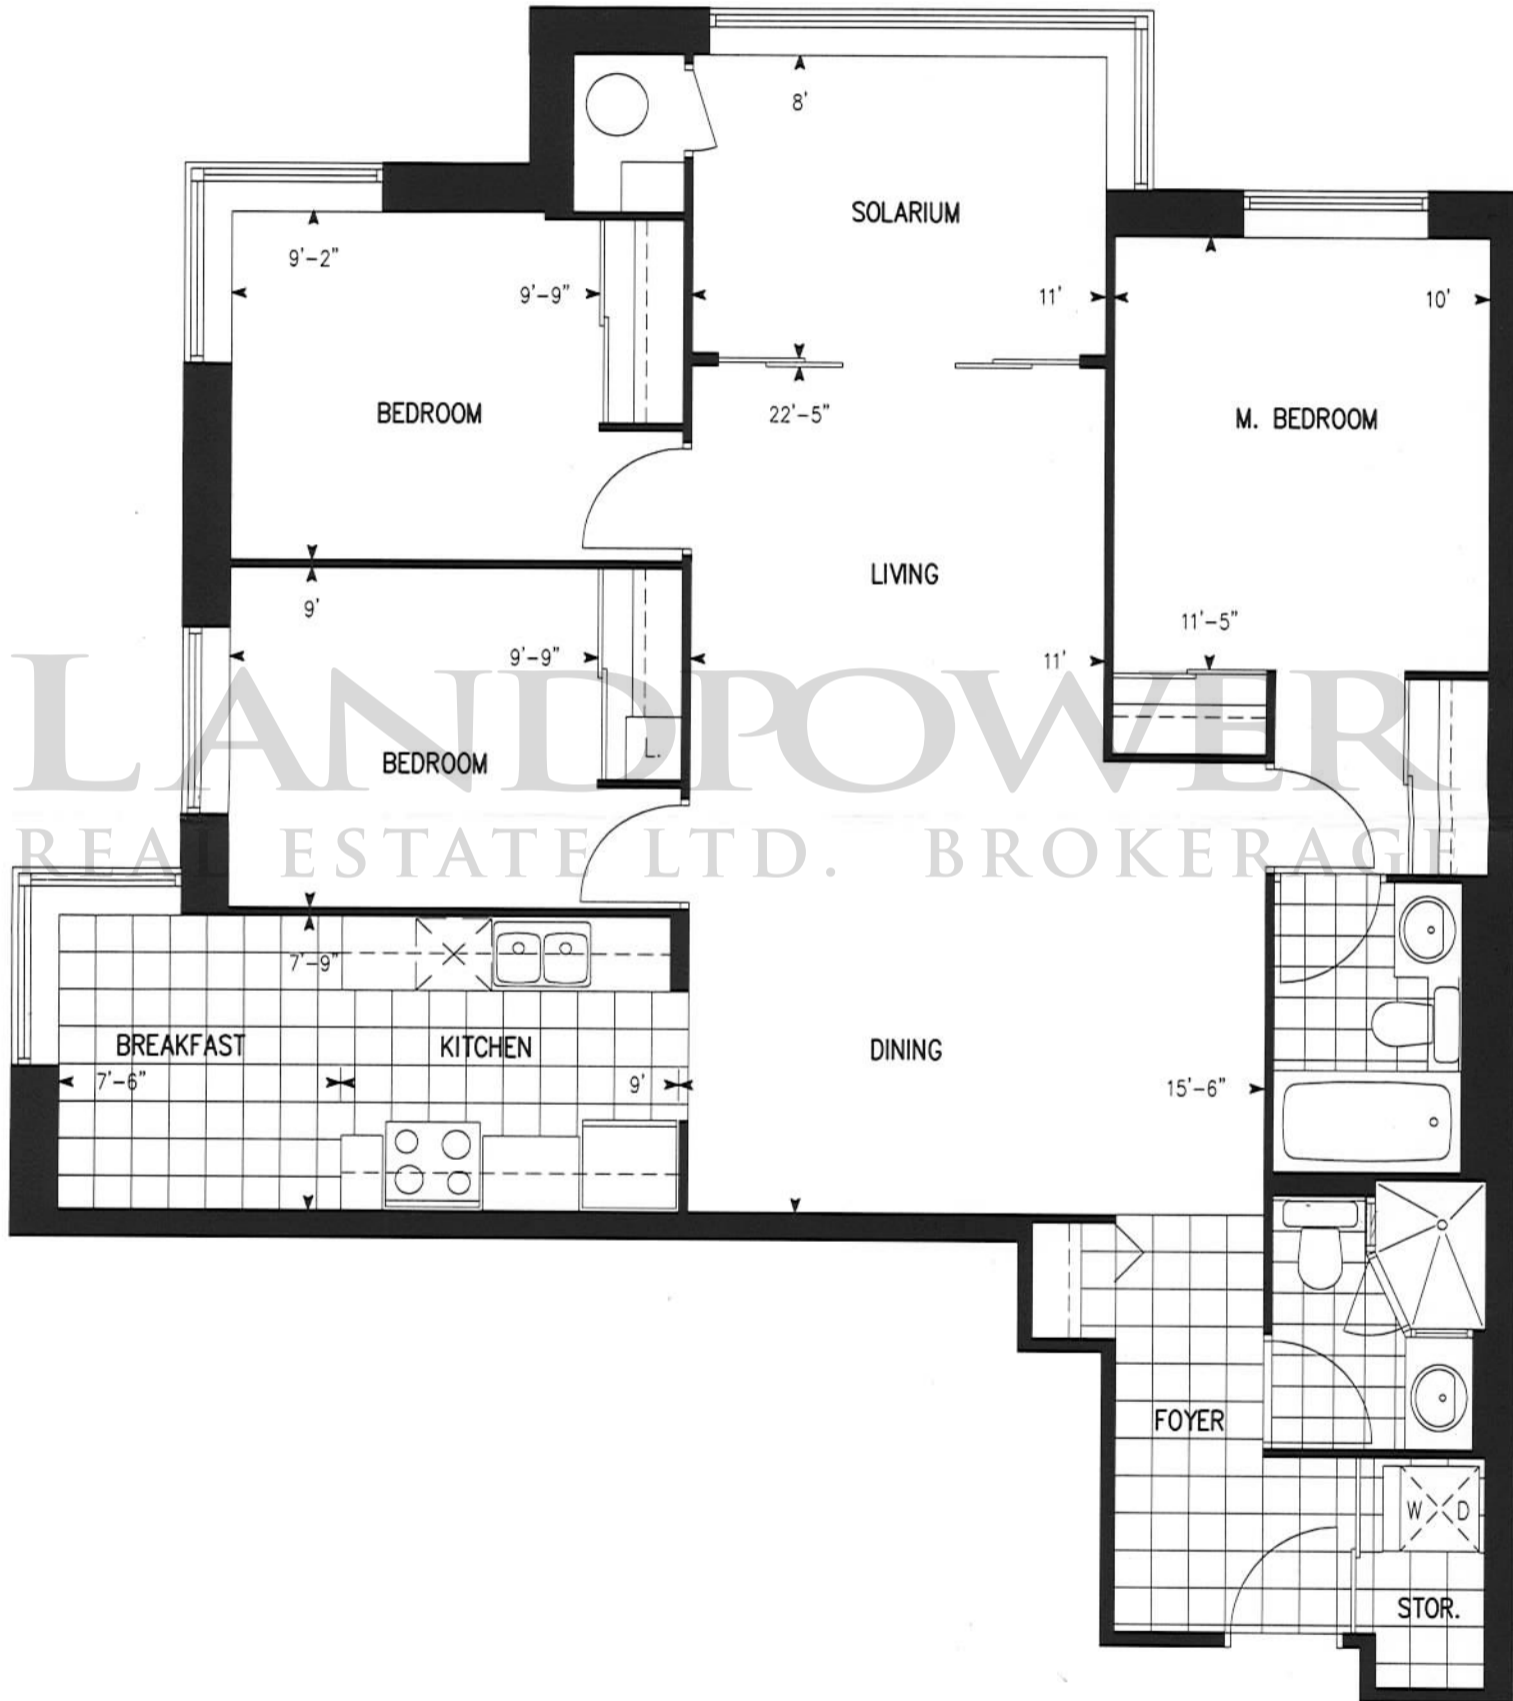 8'
SOLARIUM
9'-2"
9'-9"
11'
10'
BEDROOM
22'-5"
M. BEDROOM
LIVING
9'
11'-5"
9'-9"
11'
LANDPOWER
L.
BEDROOM
REAL ESTATE LTD. BROKERAGE
7'-9"
BREAKFAST
KITCHEN
DINING
7'-6"
9'
15'-6"
FOYER
W D
STOR.